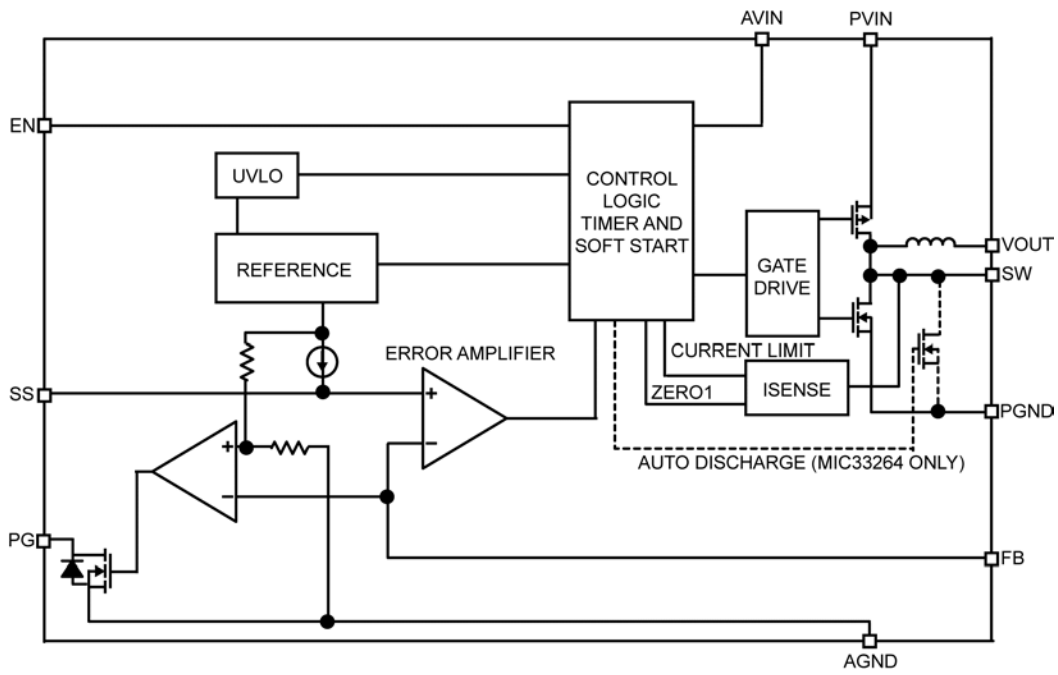 AVIN
PVIN
EN
UVLO
CONTROL
LOGIC
TIMER AND
SOFT START
REFERENCE
GATE
DRIVE
VOUT
SW
ERROR AMPLIFIER
CURRENT LIMIT
ISENSE
ZERO1
SS
+
−
PGND
+
−
AUTO DISCHARGE (MIC33264 ONLY)
PG
FB
AGND